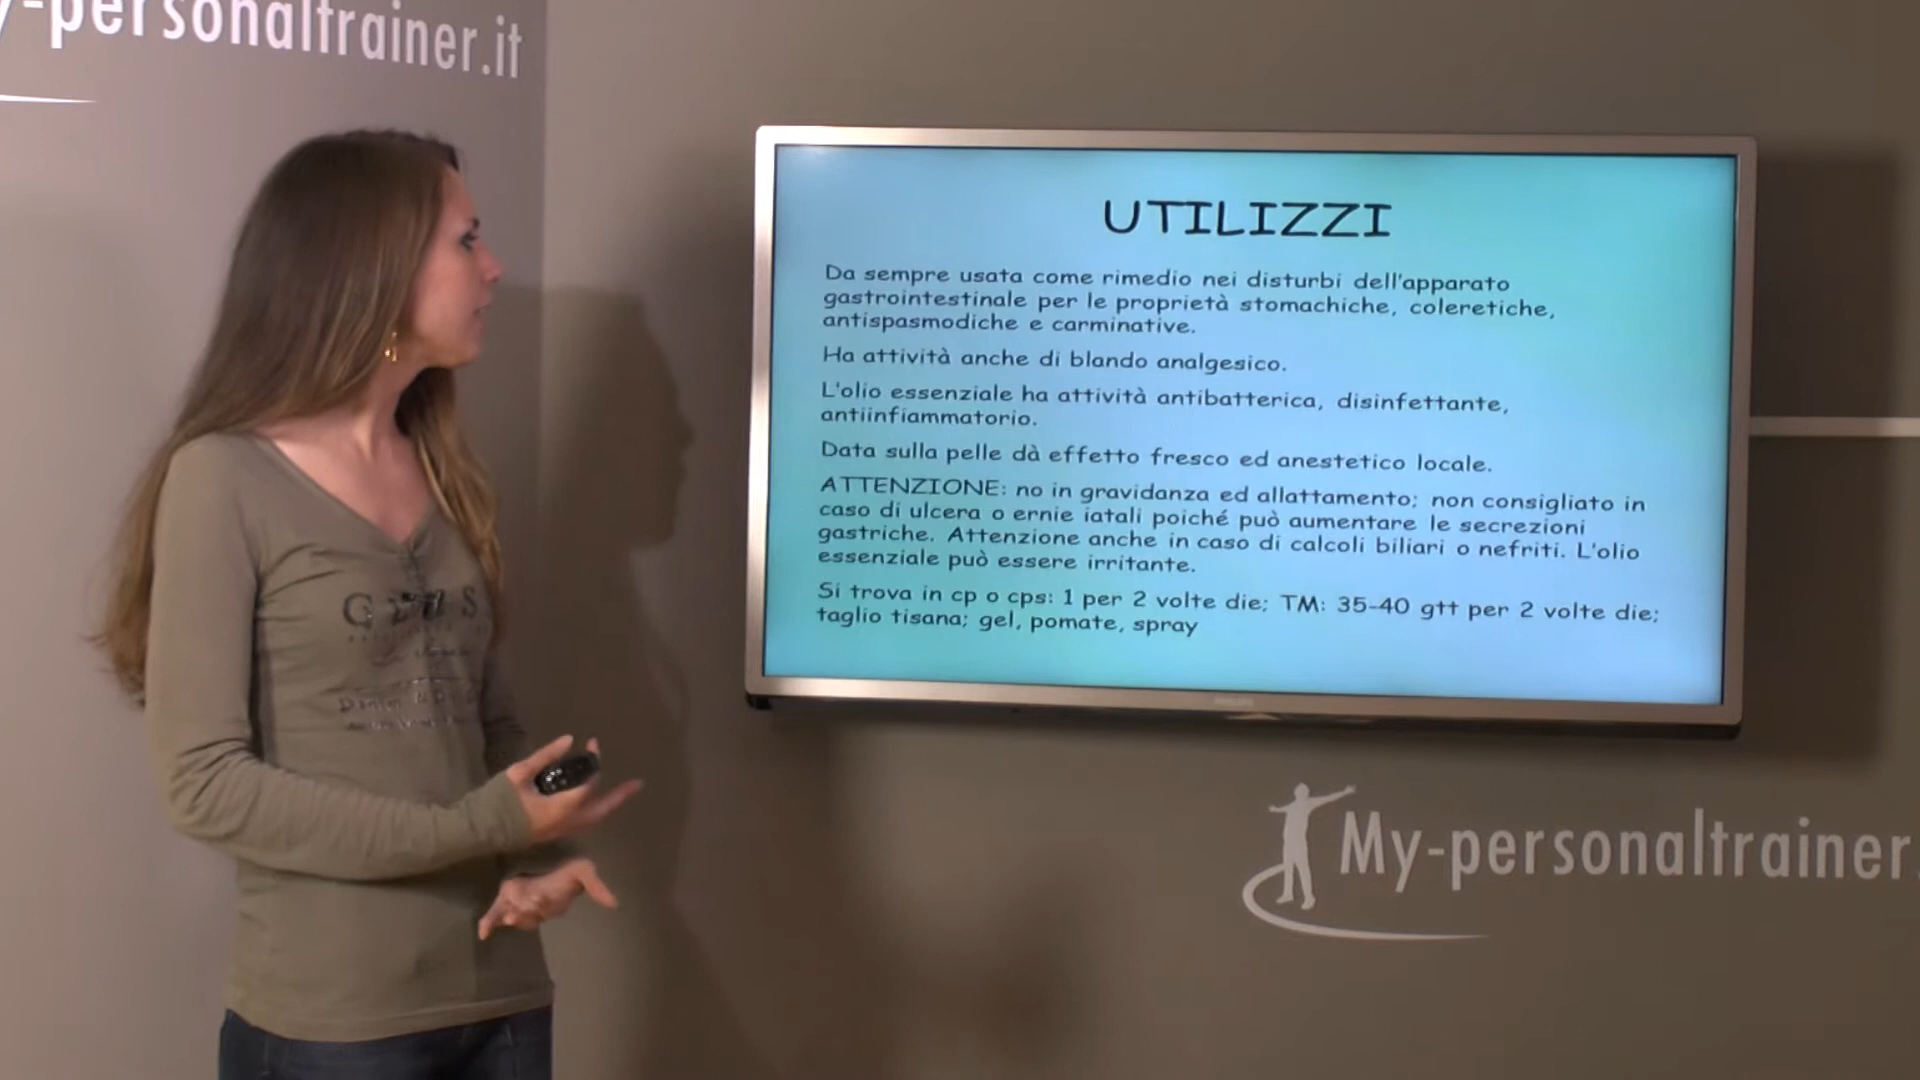 -personaltrainer.it
UTILIZZI
Da sempre usata come rimedio nei disturbi dell'apparato
gastrointestinale per le proprietà stomachiche, coleretiche,
antispasmodiche e carminative.
Ha attività anche di blando analgesico.
L'olio essenziale ha attività antibatterica, disinfettante,
antiinfiammatorio.
Data sulla pelle dà effetto fresco ed anestetico locale.
ATTENZIONE: no in gravidanza ed allattamento; non consigliato in
caso di ulcera o ernie iatali poiché può aumentare le secrezioni
gastriche. Attenzione anche in caso di calcoli biliari o nefriti. L'olio
essenziale può essere irritante.
Si trova in cp o cps: 1 per 2 volte die; TM: 35-40 gtt per 2 volte die;
taglio tisana; gel, pomate, spray
My-personaltrainer.